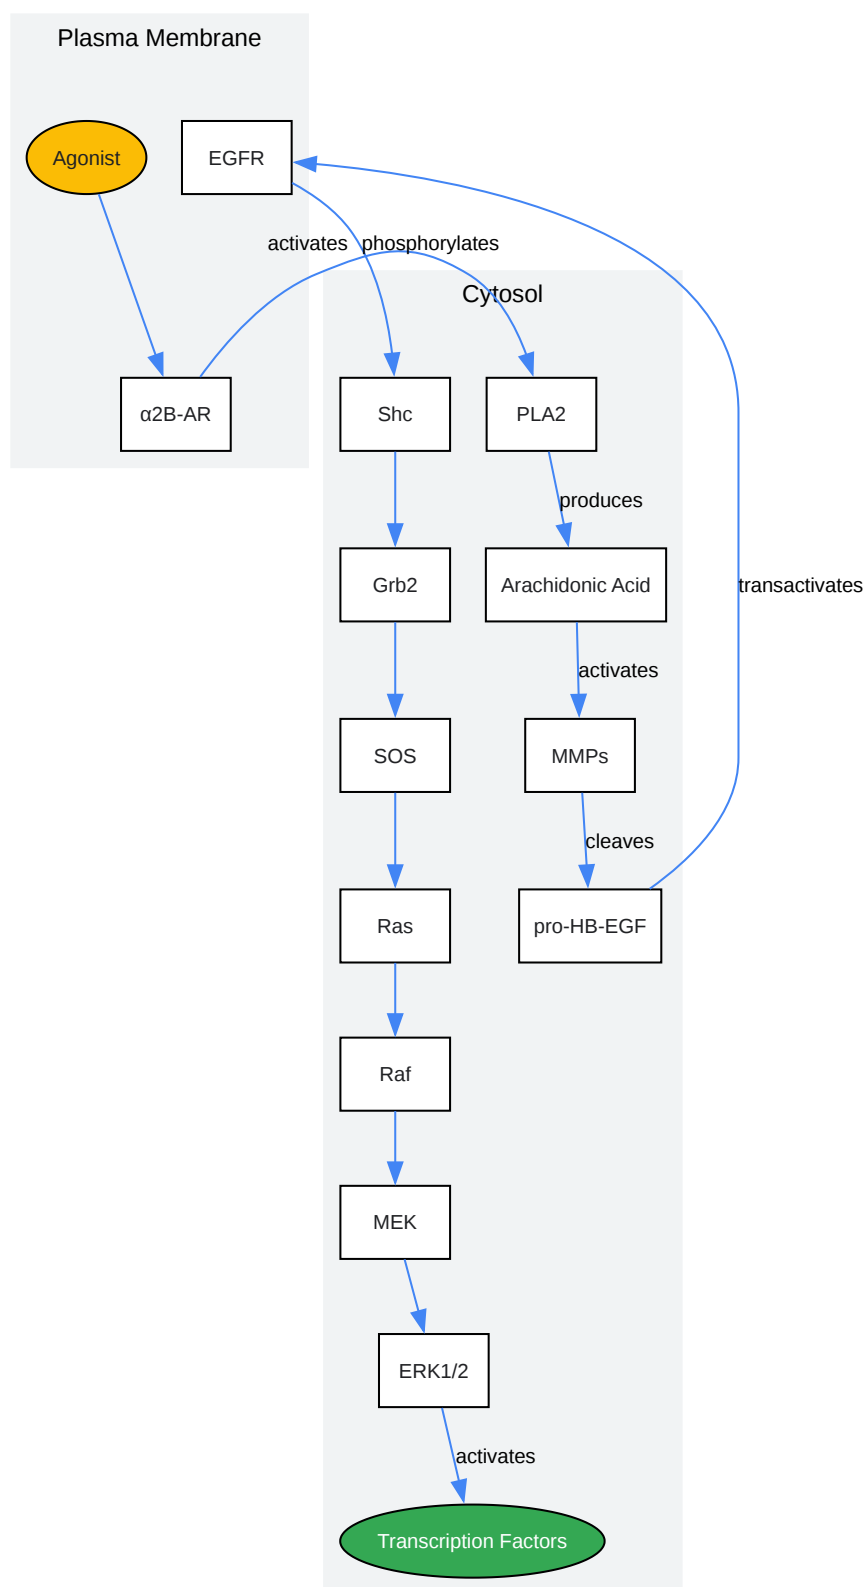 Plasma Membrane
Agonist
EGFR
activates
phosphorylates
Cytosol
α2B-AR
Shc
PLA2
produces
Grb2
Arachidonic Acid
transactivates
activates
SOS
MMPs
cleaves
Ras
pro-HB-EGF
Raf
MEK
ERK1/2
activates
Transcription Factors